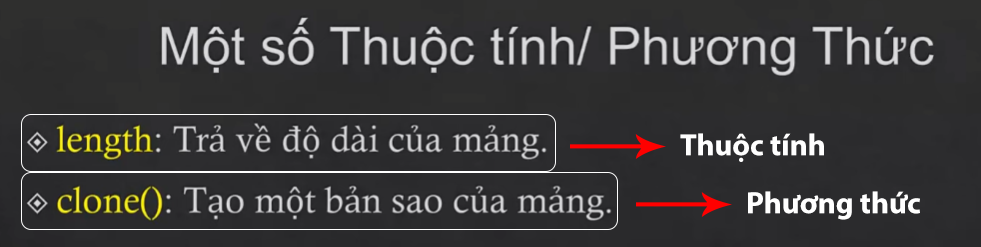 Một số Thuộc tính/ Phương Thức
length: Trả về độ dài của mảng.
Thuộc tính
clone(): Tạo một bản sao của mảng.
Phương thức